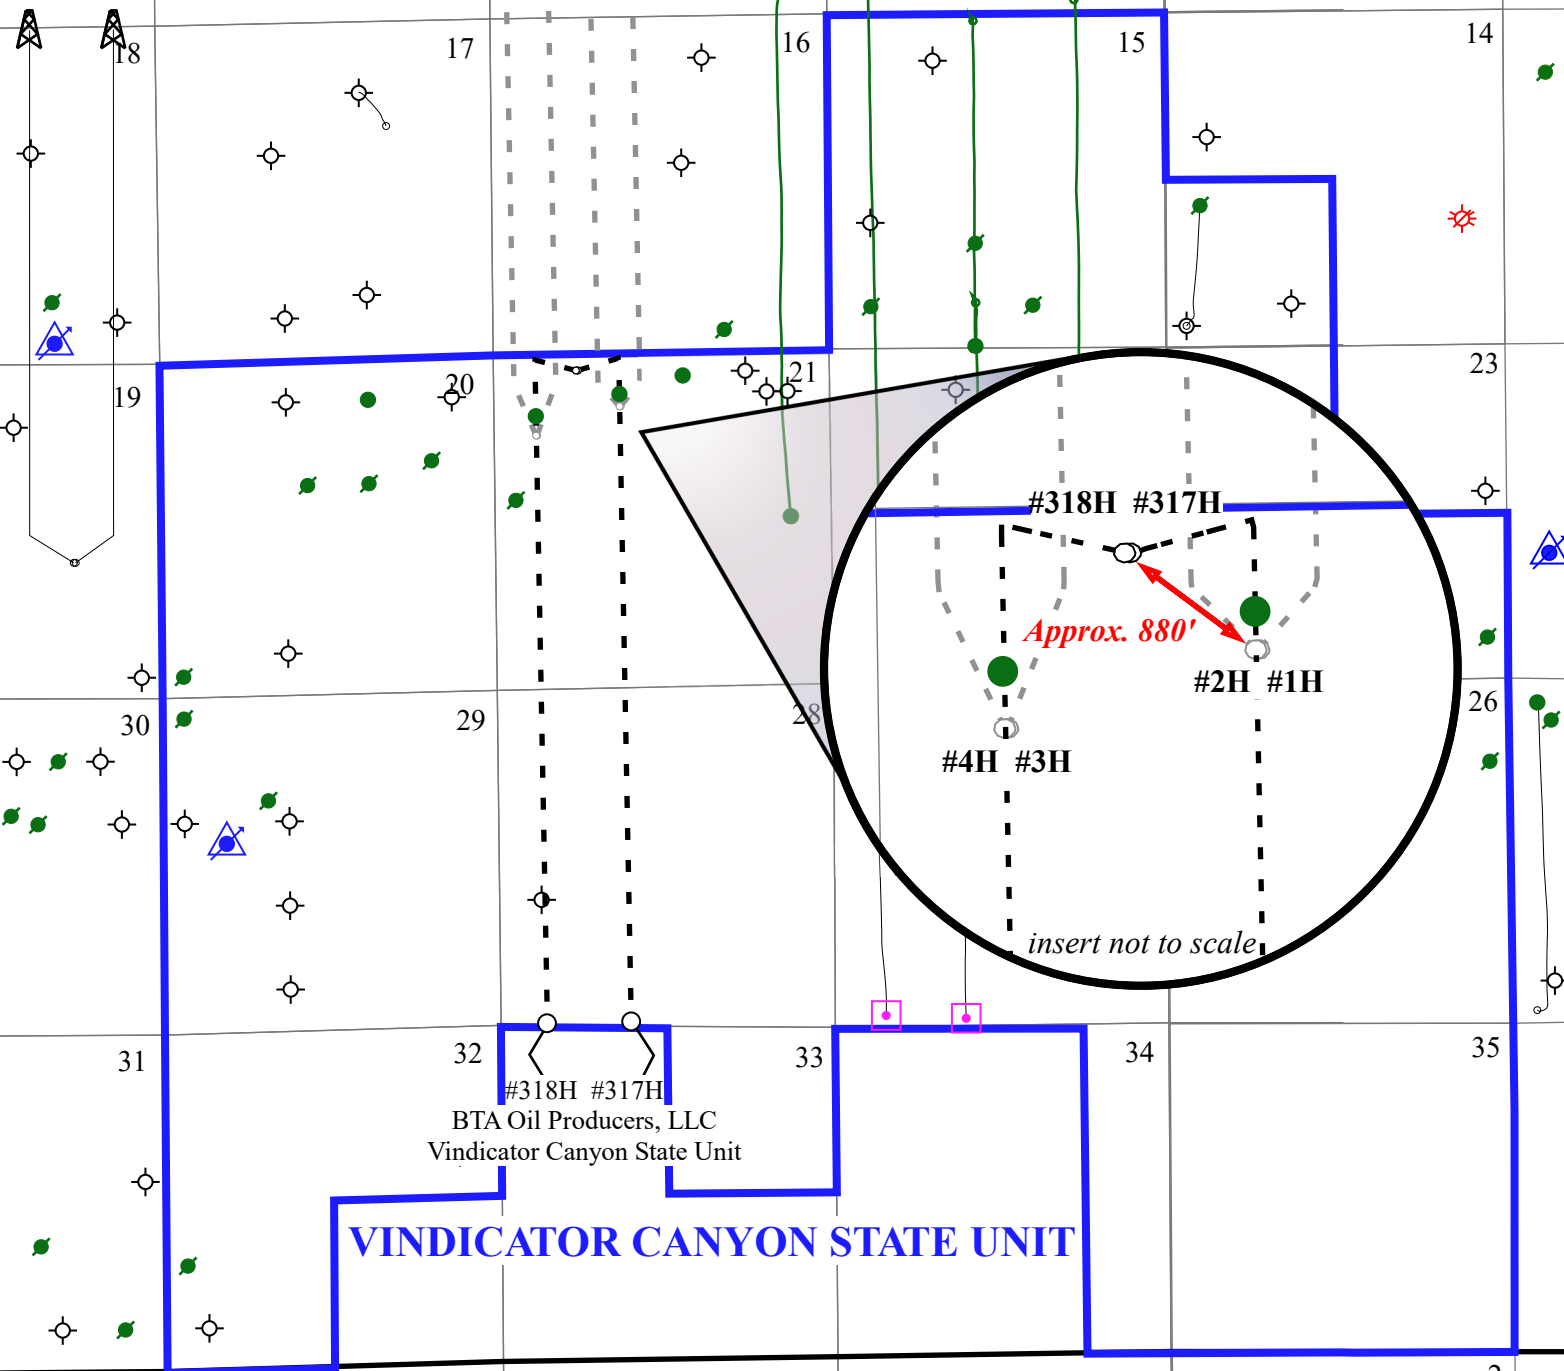 18
17
16
15
14
19
20
21
23
#318H #317H
Approx. 880'
#2H #1H
#4H #3H
30
29
28
26
insert not to scale
31
32
33
34
35
#318H #317H
BTA Oil Producers, LLC
Vindicator Canyon State Unit
VINDICATOR CANYON STATE UNIT